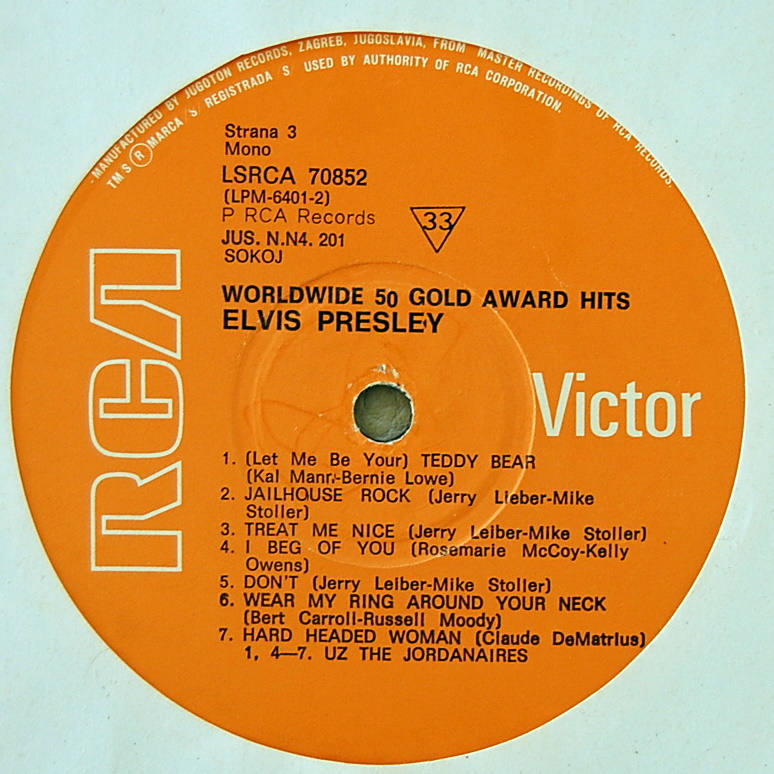 MANUFACTURED BY JUGOTON RECORDS, ZAGREB, JUGOSLAVIA, FROM MASTER RECORDINGS OF RCA RECORDS.
TM S ® MARCA/S/ REGISTRADA/S/ USED BY AUTHORITY OF RCA CORPORATION.
Strana 3
Mono
LSRCA 70852
(LPM-6401-2)
P RCA Records
33
JUS. N.N4. 201
SOKOJ
WORLDWIDE 50 GOLD AWARD HITS
ELVIS PRESLEY
RCA
Victor
1. (Let Me Be Your) TEDDY BEAR
(Kal Mann-Bernie Lowe)
2. JAILHOUSE ROCK (Jerry Lieber-Mike
Stoller)
3. TREAT ME NICE (Jerry Leiber-Mike Stoller)
4. I BEG OF YOU (Rosemarie McCoy-Kelly
Owens)
5. DON'T (Jerry Leiber-Mike Stoller)
6. WEAR MY RING AROUND YOUR NECK
(Bert Carroll-Russell Moody)
7. HARD HEADED WOMAN (Claude DeMatrius)
1, 4—7. UZ THE JORDANAIRES